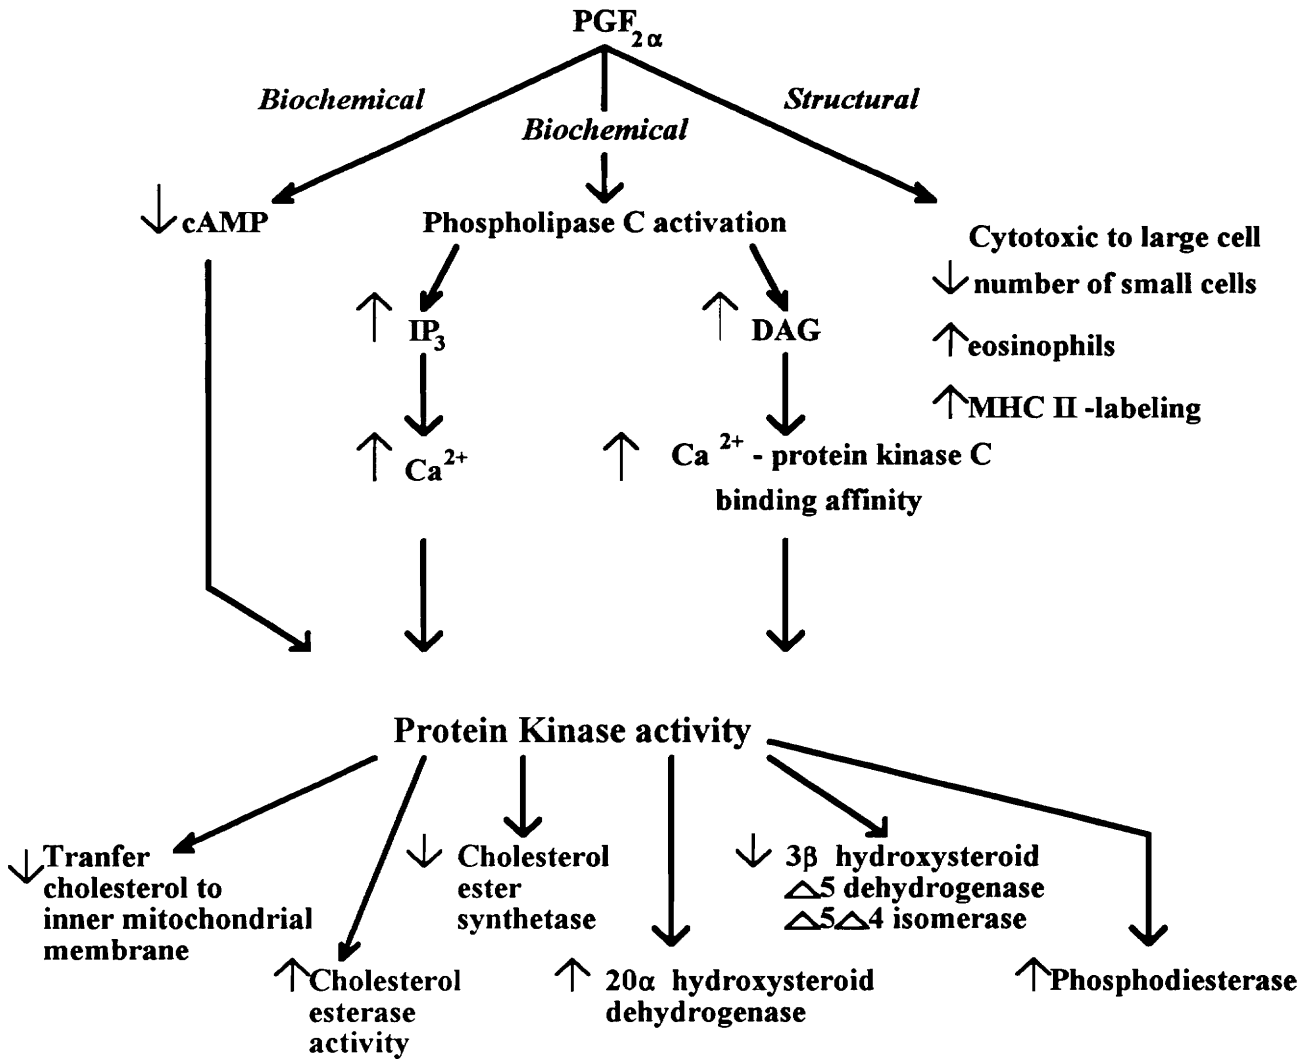 PGF2α
Biochemical
Structural
Biochemical
↓ cAMP
Phospholipase C activation
Cytotoxic to large cell
↓ number of small cells
↑ IP3
↑ DAG
↑ eosinophils
↑ MHC II -labeling
↑ Ca2+
↑ Ca 2+ - protein kinase C
binding affinity
Protein Kinase activity
↓ Tranfer
cholesterol to
inner mitochondrial
membrane
↓ Cholesterol
ester
synthetase
↓ 3β hydroxysteroid
△5 dehydrogenase
△5△4 isomerase
↑ Cholesterol
esterase
activity
↑ 20α hydroxysteroid
dehydrogenase
↑ Phosphodiesterase